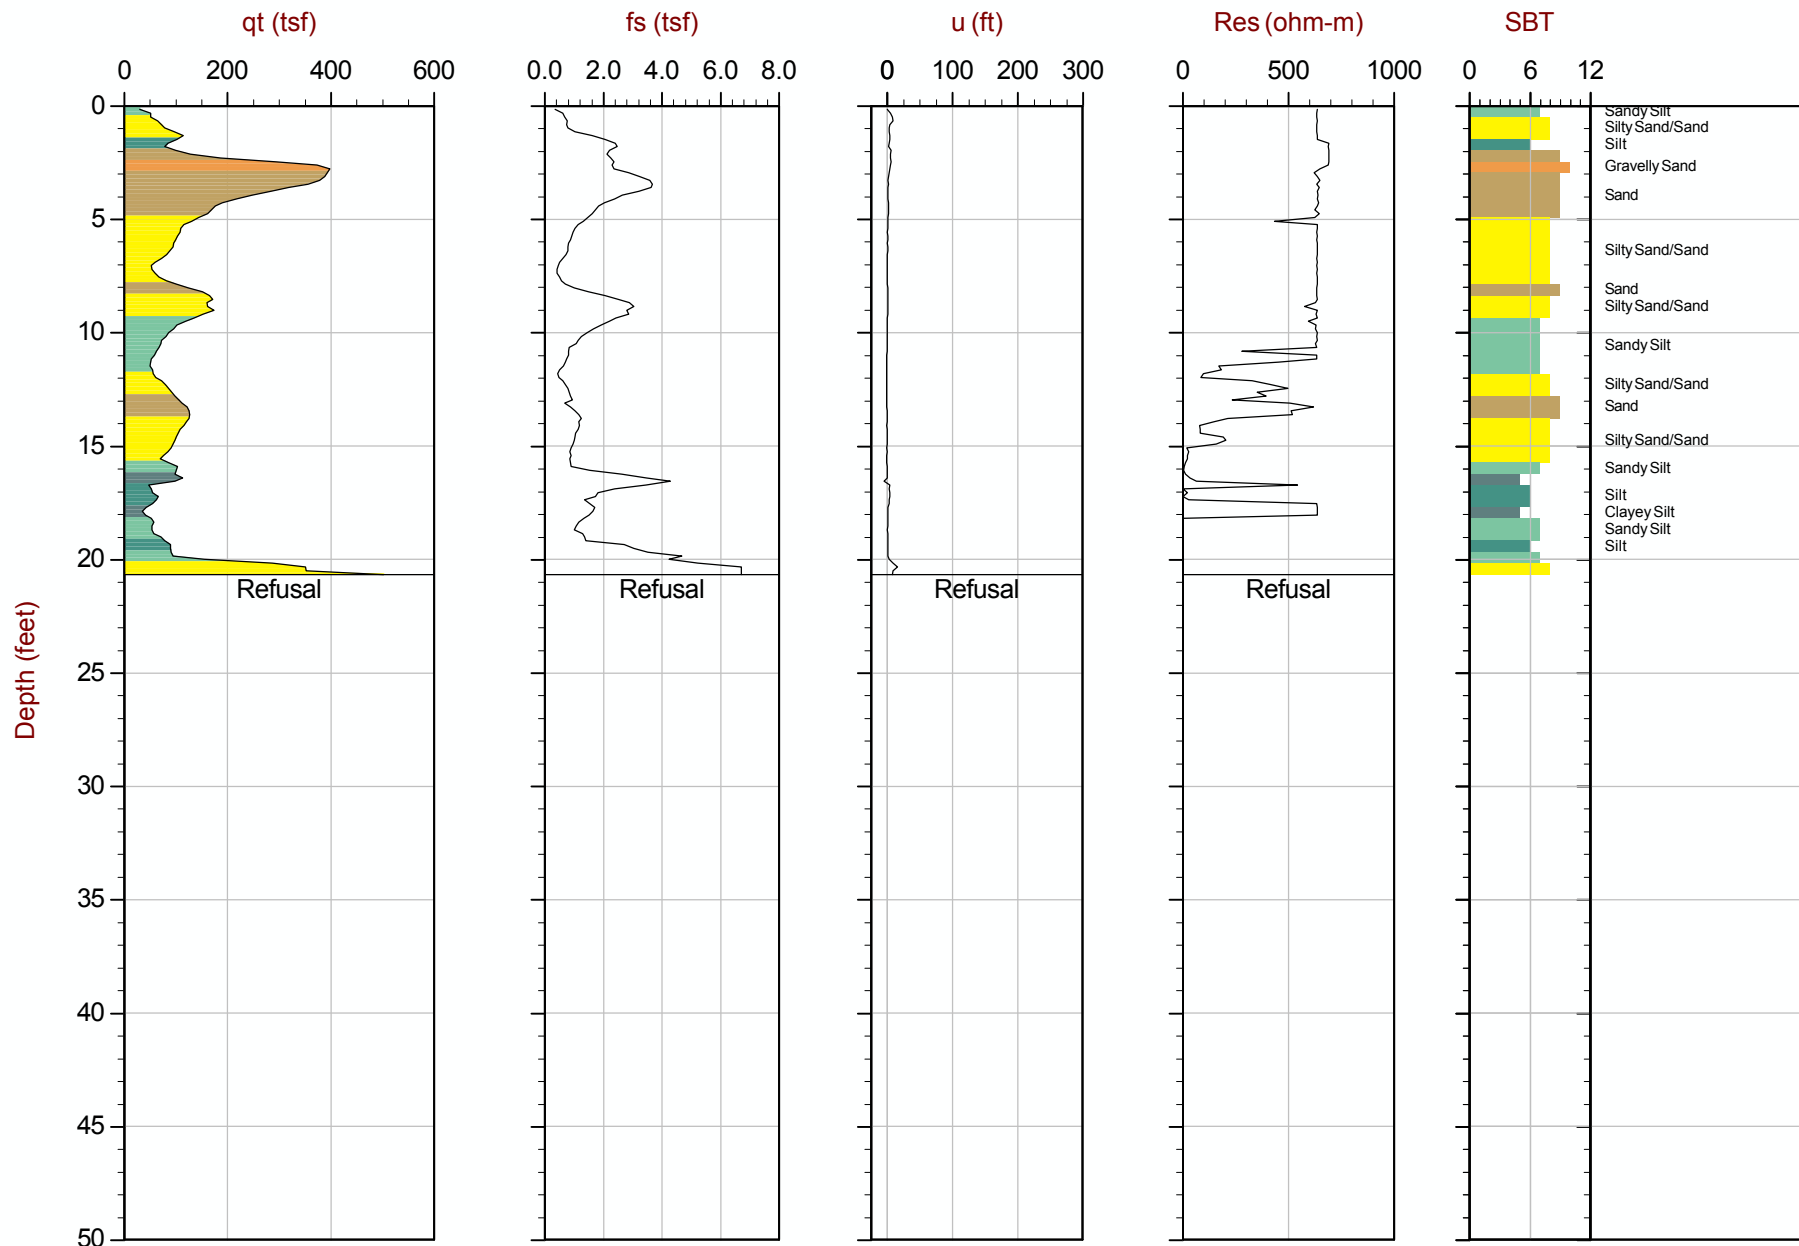 qt (tsf) fs (tsf) u (ft) Res (ohm-m) SBT
0 200 400 600 0.0 2.0 4.0 6.0 8.0 0 100 200 300 0 500 1000 0 6 12
0
Sandy Silt
Silty Sand/Sand
Silt
Gravelly Sand
Sand
5
Silty Sand/Sand
Sand
Silty Sand/Sand
10
Sandy Silt
Silty Sand/Sand
Sand
Silty Sand/Sand
15
Sandy Silt
Silt
Clayey Silt
Sandy Silt
Silt
20
Refusal Refusal Refusal Refusal
Depth (feet)
25
30
35
40
45
50